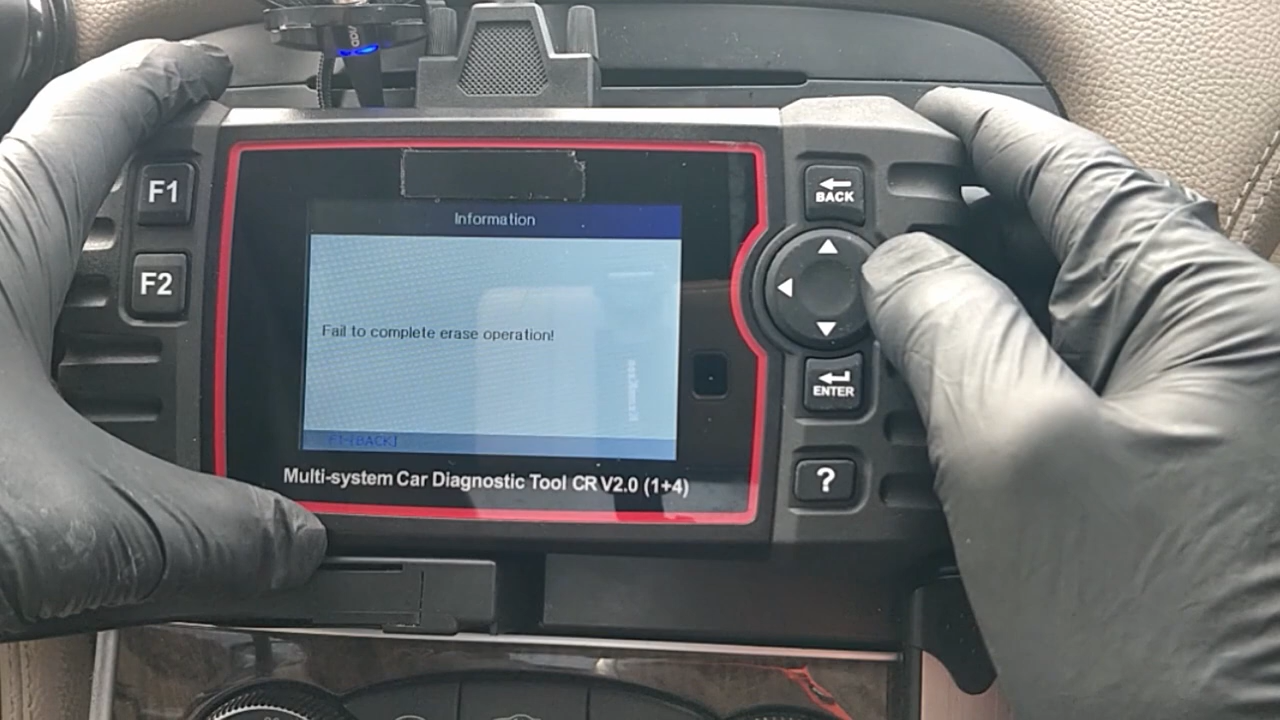 F1
F2
BACK
Information
Fail to complete erase operation!
F1-[BACK]
ENTER
?
Multi-system Car Diagnostic Tool CR V2.0 (1+4)